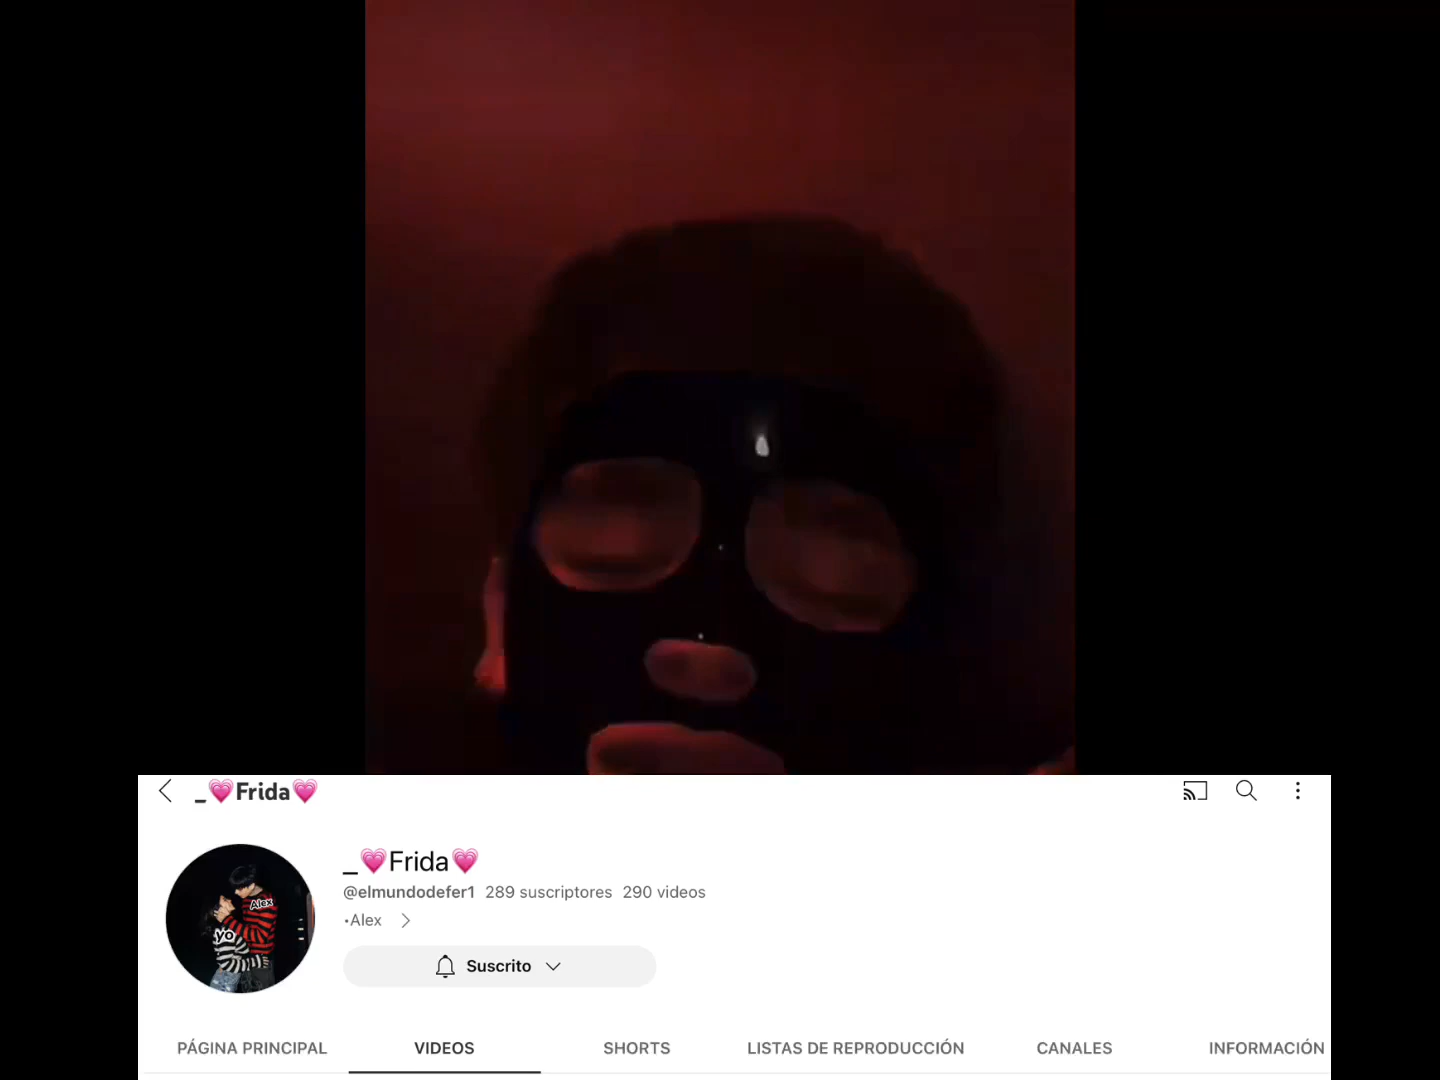 _💗Frida💗
_💗Frida💗
@elmundodefer1 289 suscriptores 290 videos
•Alex
Alex
yo
Suscrito
PÁGINA PRINCIPAL VIDEOS SHORTS LISTAS DE REPRODUCCIÓN CANALES INFORMACIÓN